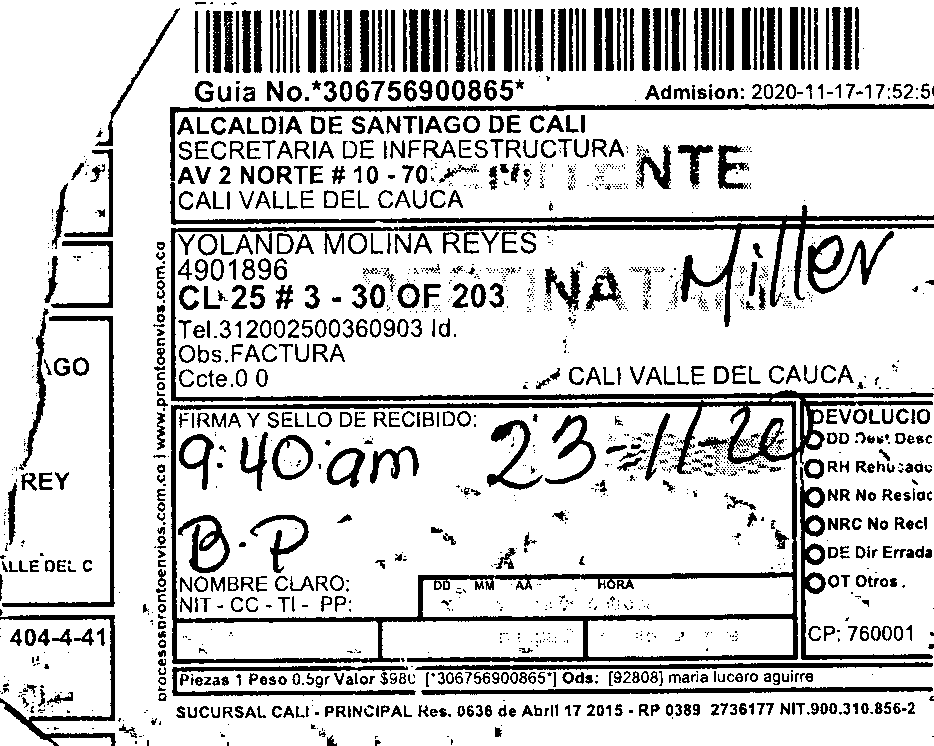 Guia No.*306756900865*
Admision: 2020-11-17-17:52:5
ALCALDIA DE SANTIAGO DE CALI
SECRETARIA DE INFRAESTRUCTURA
AV 2 NORTE # 10 - 70
NTE
CALI VALLE DEL CAUCA
YOLANDA MOLINA REYES
Miller
4901896
DESTINATARIO
CL 25 # 3 - 30 OF 203
Tel.312002500360903 Id.
Obs.FACTURA
Ccte.0 0
CALI VALLE DEL CAUCA
FIRMA Y SELLO DE RECIBIDO:
9:40 am 23-11-20
B.P
NOMBRE CLARO:
NIT - CC - TI - PP:
DD MM AA HORA
DEVOLUCIO
DD Dest Desc
RH Rehusado
NR No Resid
NRC No Recl
DE Dir Errada
OT Otros
CP: 760001
Piezas 1 Peso 0.5gr Valor $980 [*306756900865*] Ods: [92808] maria lucero aguirre
SUCURSAL CALI - PRINCIPAL Res. 0636 de Abril 17 2015 - RP 0389 2736177 NIT.900.310.856-2
procesosprontoenvios.com.co | www.prontoenvios.com.co
AGO
REY
LLE DEL C
404-4-41